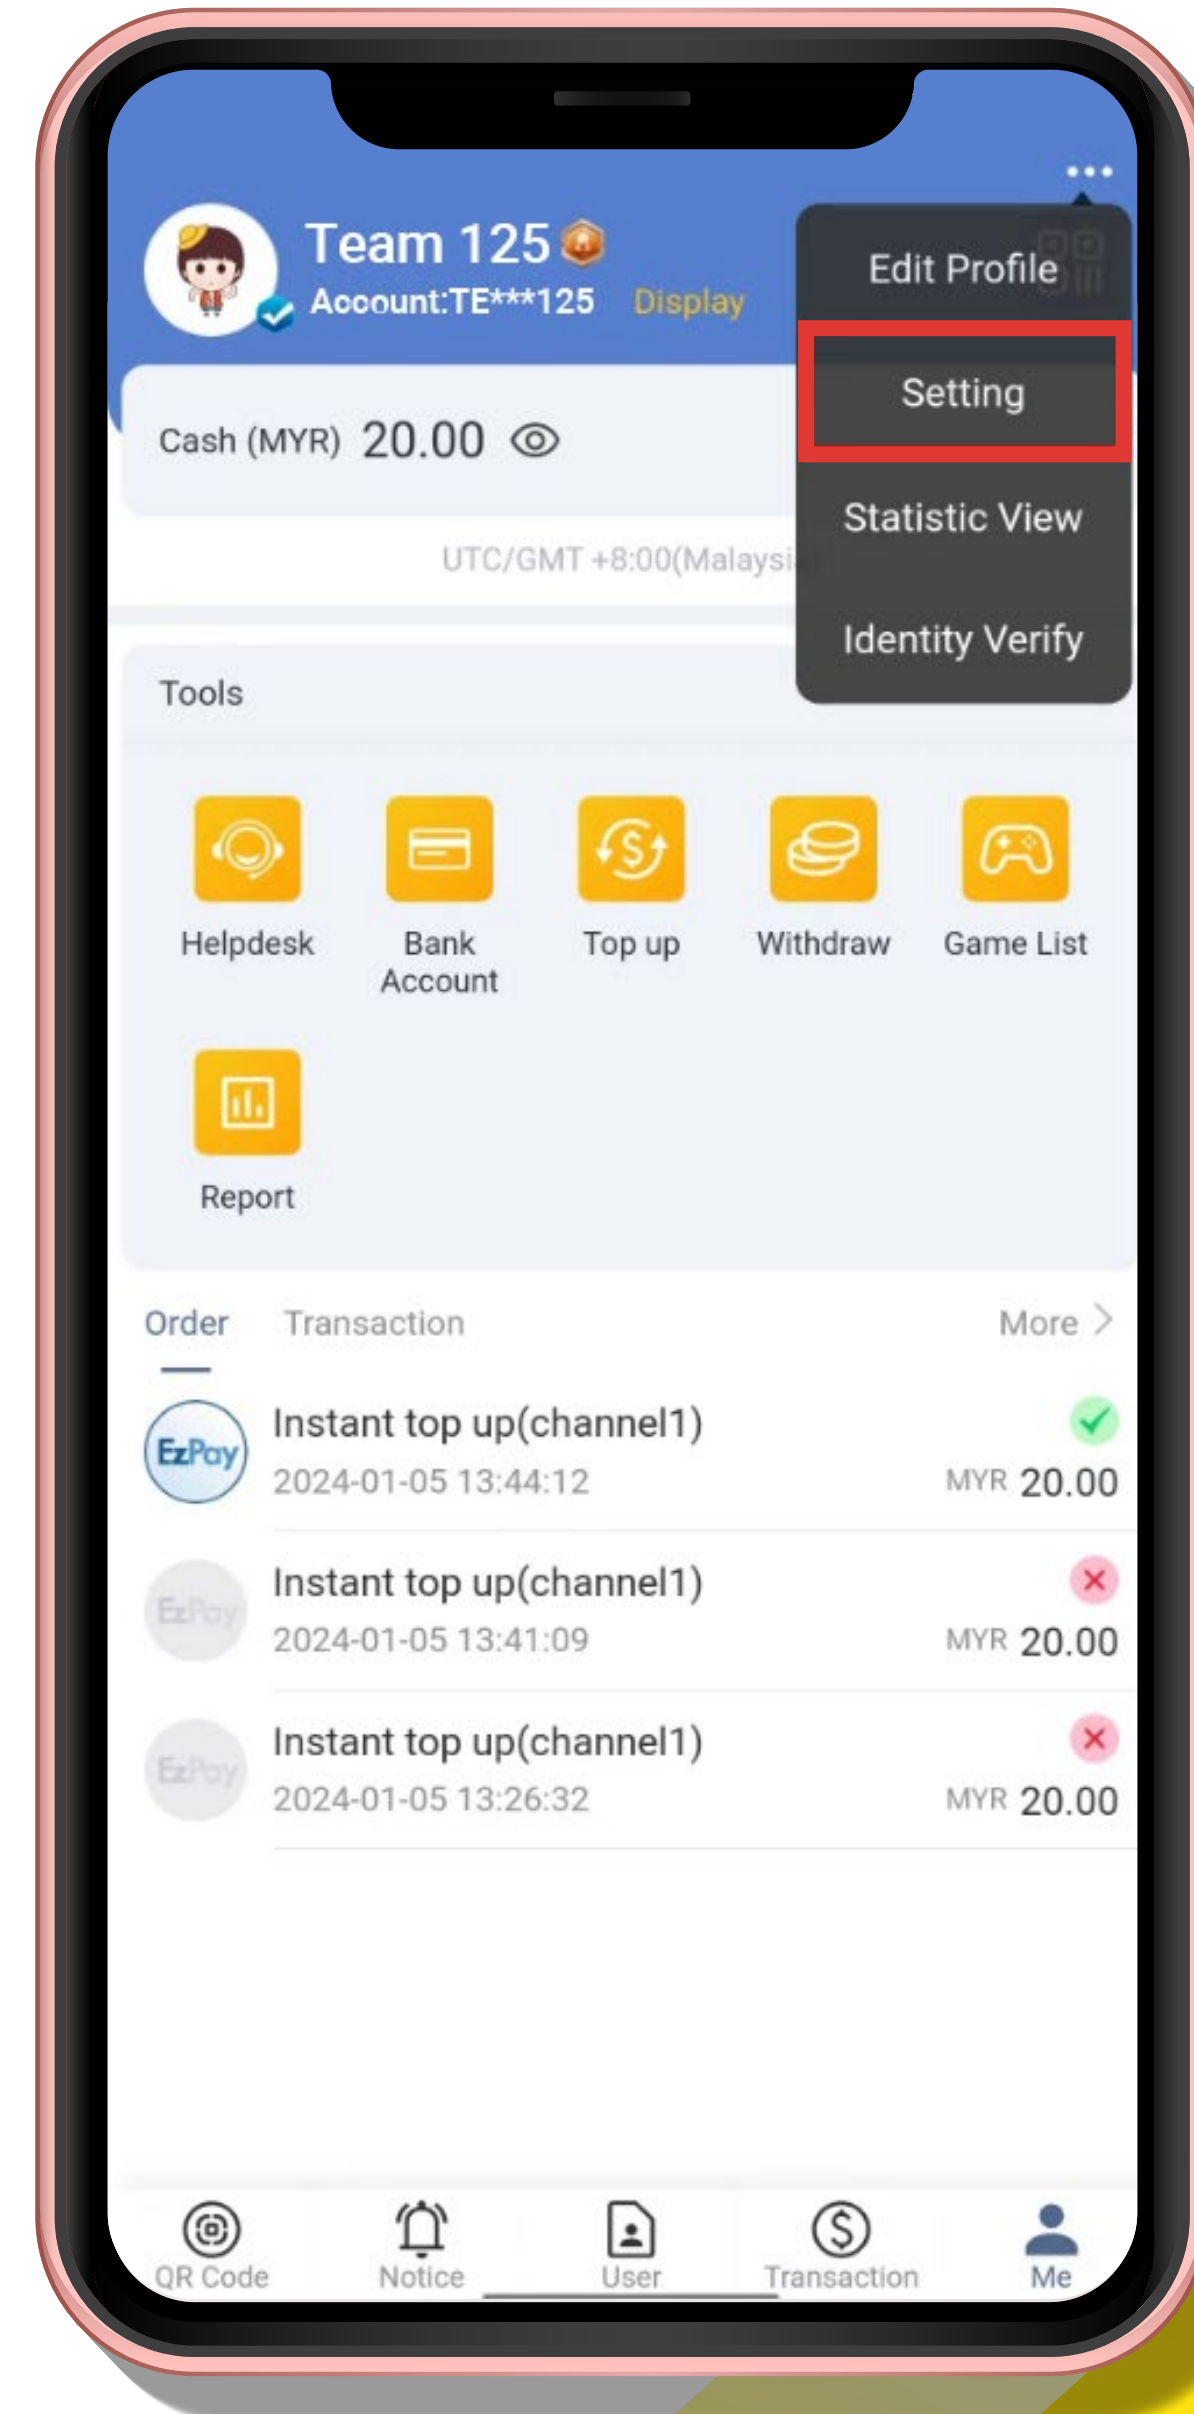 Team 125
Account:TE***125 Display
Edit Profile
Setting
Statistic View
Identity Verify
Cash (MYR) 20.00
UTC/GMT +8:00(Malaysi
Tools
Helpdesk
Bank
Account
Top up
Withdraw
Game List
Report
Order Transaction More
EzPay
Instant top up(channel1)
2024-01-05 13:44:12 MYR 20.00
EzPay
Instant top up(channel1)
2024-01-05 13:41:09 MYR 20.00
EzPay
Instant top up(channel1)
2024-01-05 13:26:32 MYR 20.00
QR Code Notice User Transaction Me